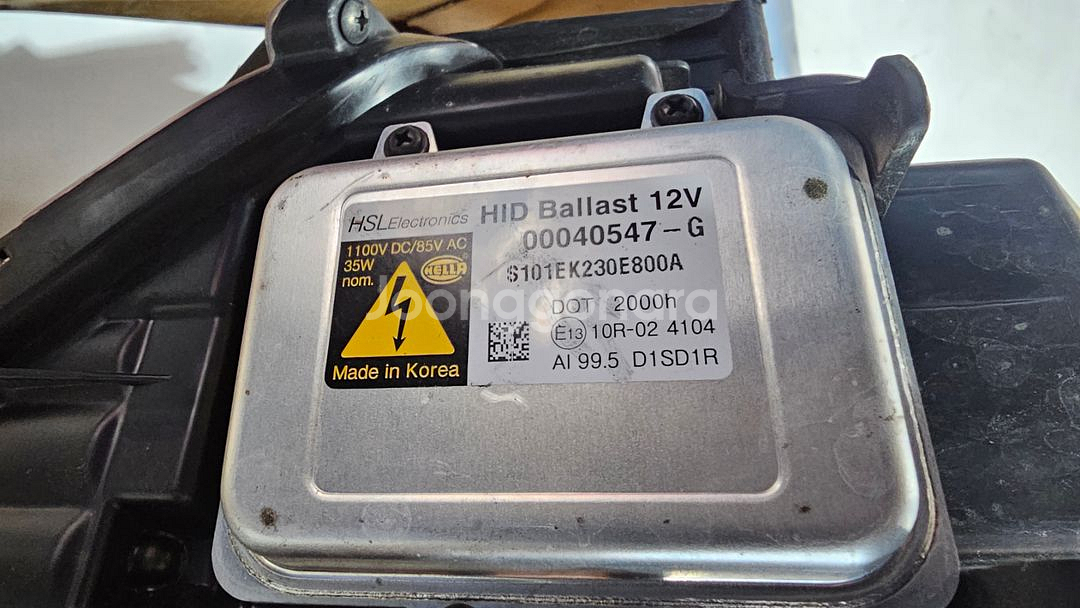 HSLElectronics
HID Ballast 12V
00040547-G
1100V DC/85V AC
35W
nom.
HELLA
S101EK230E800A
DOT 2000h
E13 10R-02 4104
AI 99.5 D1SD1R
Made in Korea
Joonggonara